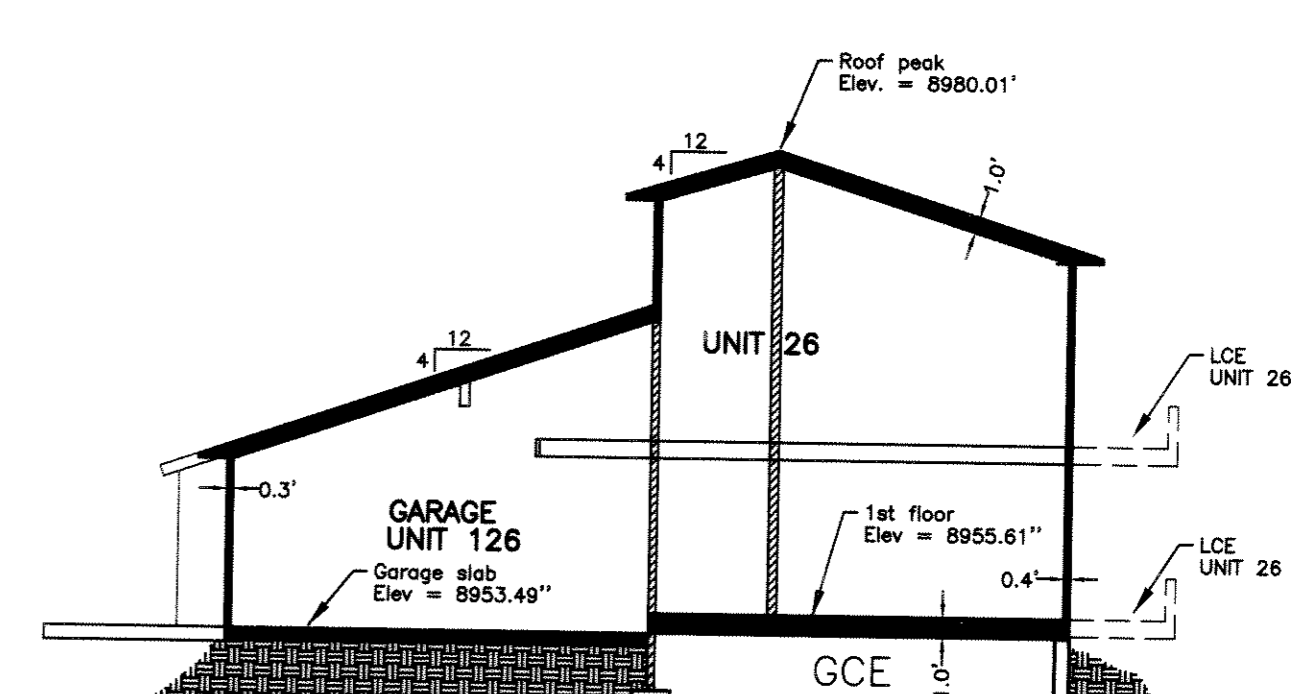 Roof peak
Elev. = 8980.01'
12
4
1.0'
UNIT 26
12
4
LCE
UNIT 26
0.3'
GARAGE
UNIT 126
1st floor
Elev = 8955.61"
LCE
UNIT 26
0.4'
Garage slab
Elev = 8953.49"
GCE
1.0'